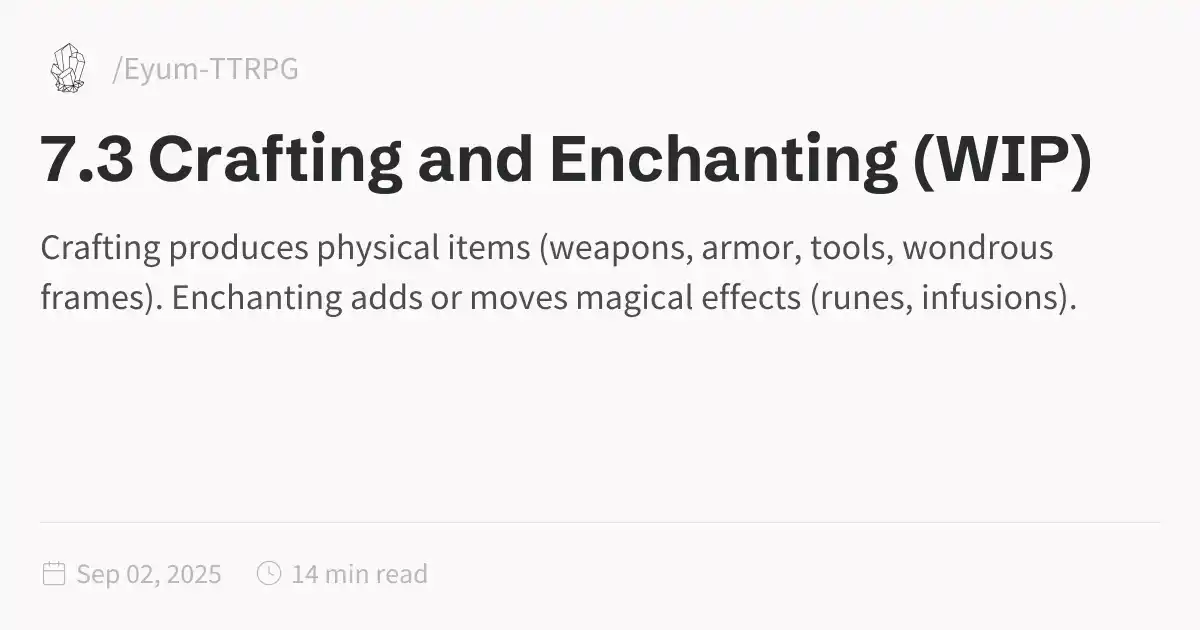 /Eyum-TTRPG
7.3 Crafting and Enchanting (WIP)
Crafting produces physical items (weapons, armor, tools, wondrous
frames). Enchanting adds or moves magical effects (runes, infusions).
Sep 02, 2025 14 min read